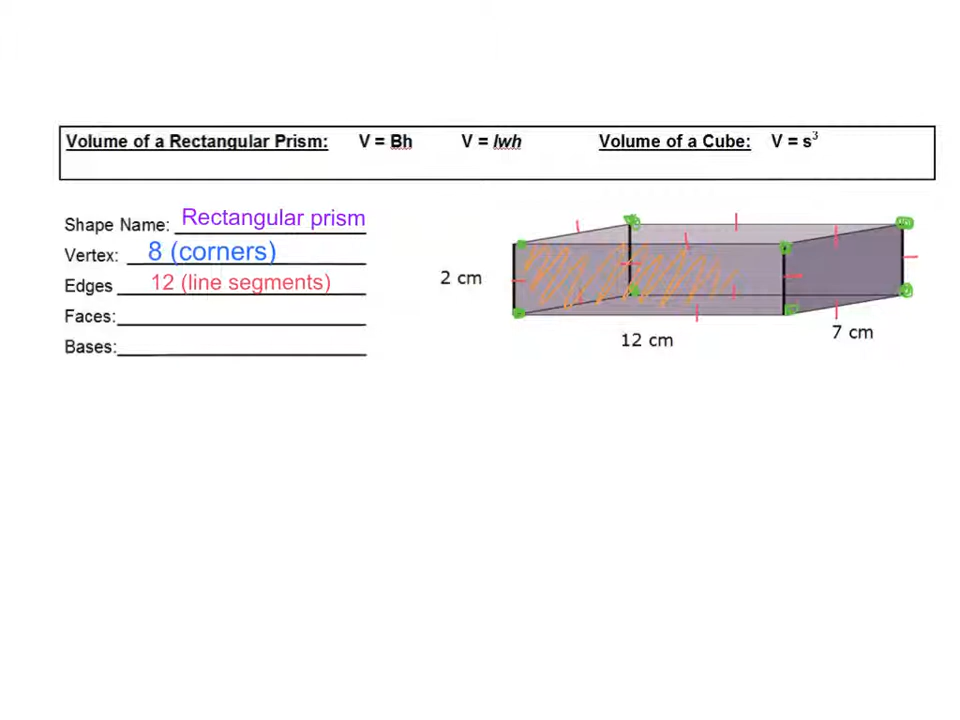 Volume of a Rectangular Prism: V = Bh V = lwh Volume of a Cube: V = s³
Shape Name: Rectangular prism
Vertex: 8 (corners)
Edges 12 (line segments)
Faces:
Bases:
2 cm
12 cm
7 cm